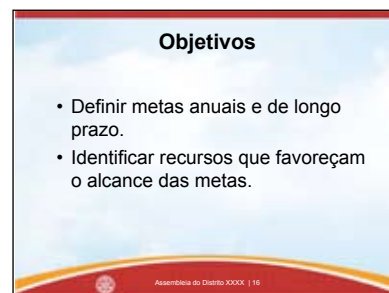 Objetivos
• Definir metas anuais e de longo
prazo.
• Identificar recursos que favoreçam
o alcance das metas.
Assembleia do Distrito XXXX | 16